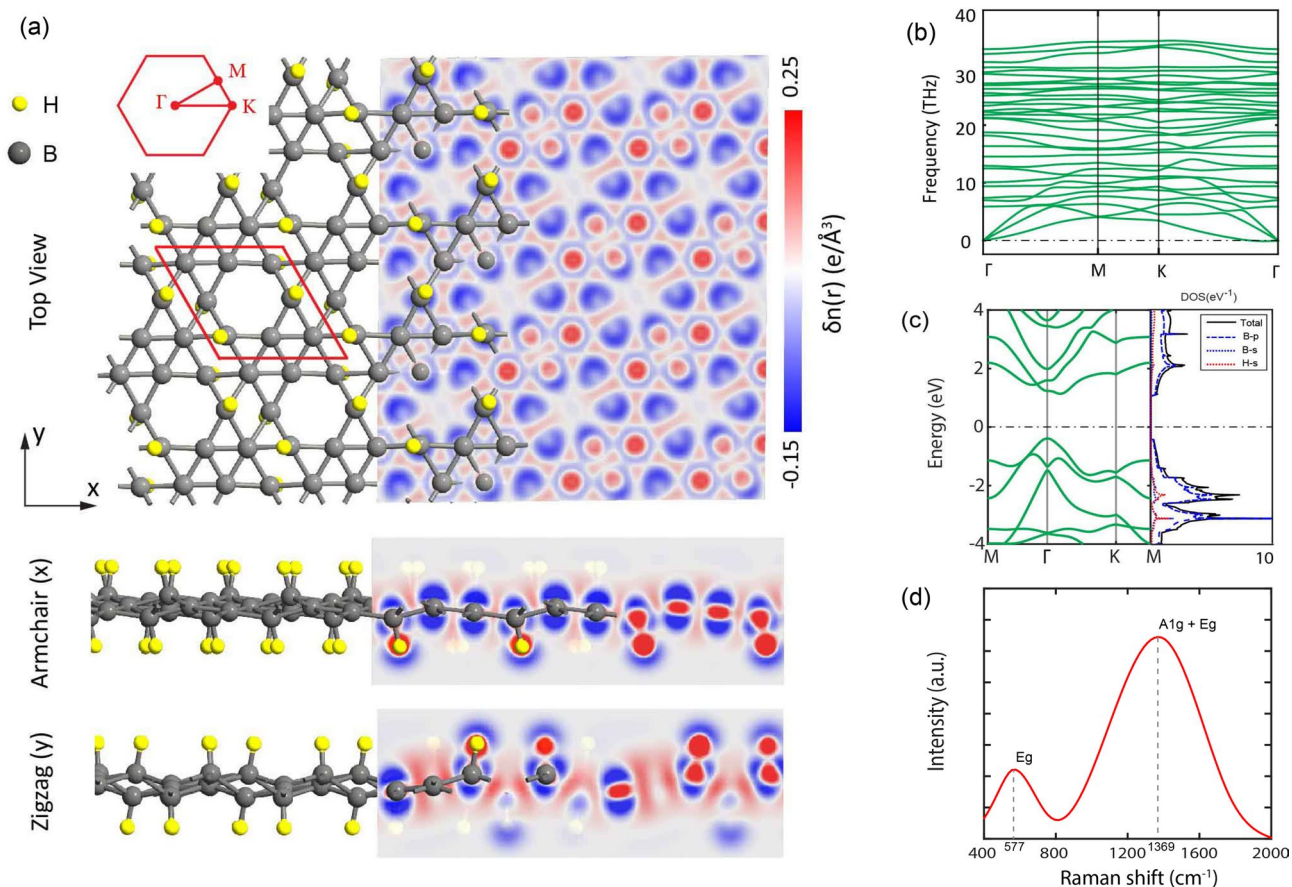 (a)
M
Γ
K
H
B
Top View
y
x
0.25
δn(r) (e/Å³)
-0.15
Armchair (x)
Zigzag (y)
(b)
40
30
20
10
0
Frequency (THz)
Γ
M
K
Γ
(c)
DOS(eV⁻¹)
4
2
0
-2
-4
Energy (eV)
Total
B-p
B-s
H-s
M
Γ
K
M
10
(d)
A1g + Eg
Eg
Intensity (a.u.)
400
577
800
1200
1369
1600
2000
Raman shift (cm⁻¹)